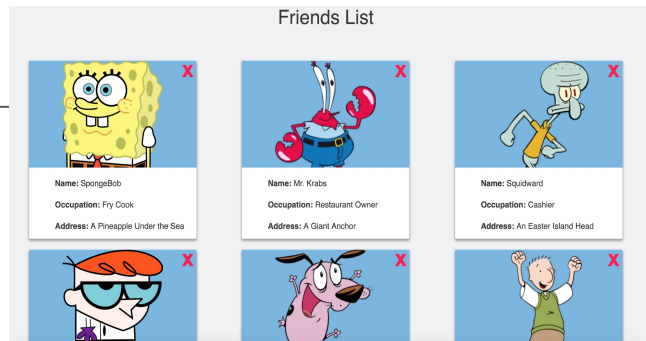 Friends List
X X X
Name: SpongeBob
Occupation: Fry Cook
Address: A Pineapple Under the Sea
Name: Mr. Krabs
Occupation: Restaurant Owner
Address: A Giant Anchor
Name: Squidward
Occupation: Cashier
Address: An Easter Island Head
X X X